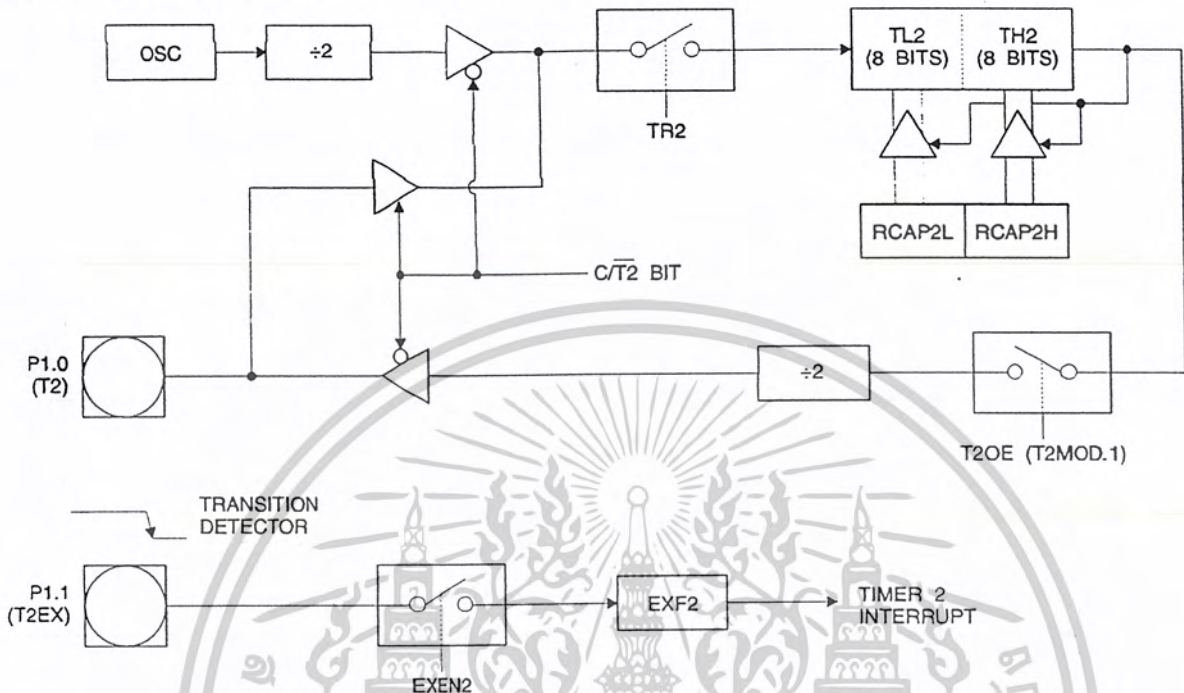 OSC
÷2
TR2
TL2
(8 BITS)
TH2
(8 BITS)
RCAP2L
RCAP2H
C/T̅2̅ BIT
P1.0
(T2)
÷2
T2OE (T2MOD.1)
TRANSITION
DETECTOR
P1.1
(T2EX)
EXEN2
EXF2
TIMER 2
INTERRUPT